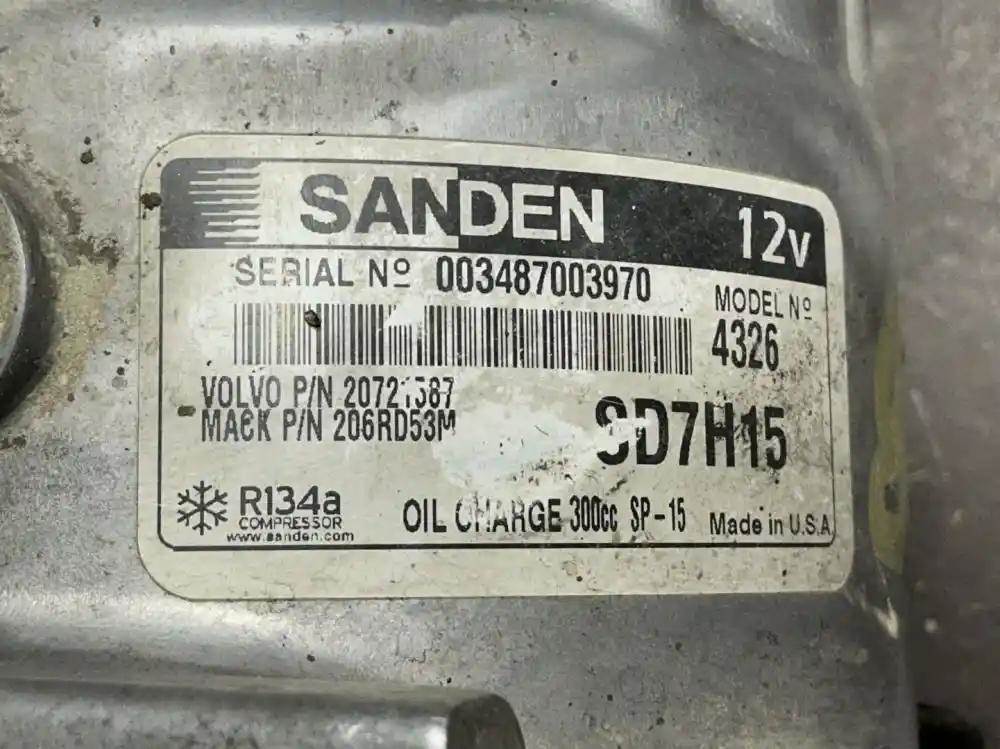 SANDEN
12V
SERIAL Nº 003487003970
MODEL Nº
4326
VOLVO P/N 20721587
MACK P/N 206RD53M
SD7H15
R134a
COMPRESSOR
www.sanden.com
OIL CHARGE 300cc SP-15
Made in U.S.A